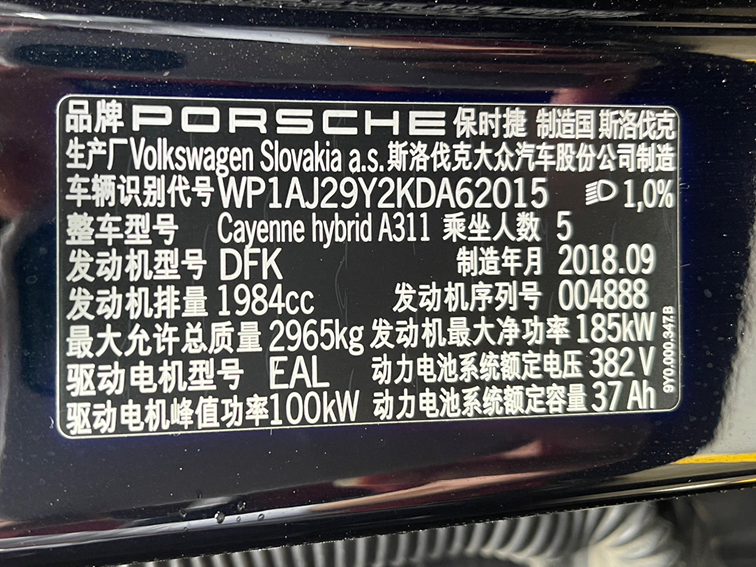 品牌 PORSCHE 保时捷 制造国 斯洛伐克
生产厂 Volkswagen Slovakia a.s. 斯洛伐克大众汽车股份公司制造
车辆识别代号 WP1AJ29Y2KDA62015 1,0%
整车型号 Cayenne hybrid A311 乘坐人数 5
发动机型号 DFK 制造年月 2018.09
发动机排量 1984cc 发动机序列号 004888
最大允许总质量 2965kg 发动机最大净功率 185kW
驱动电机型号 EAL 动力电池系统额定电压 382 V
驱动电机峰值功率 100kW 动力电池系统额定容量 37 Ah
9Y0.000.347.B